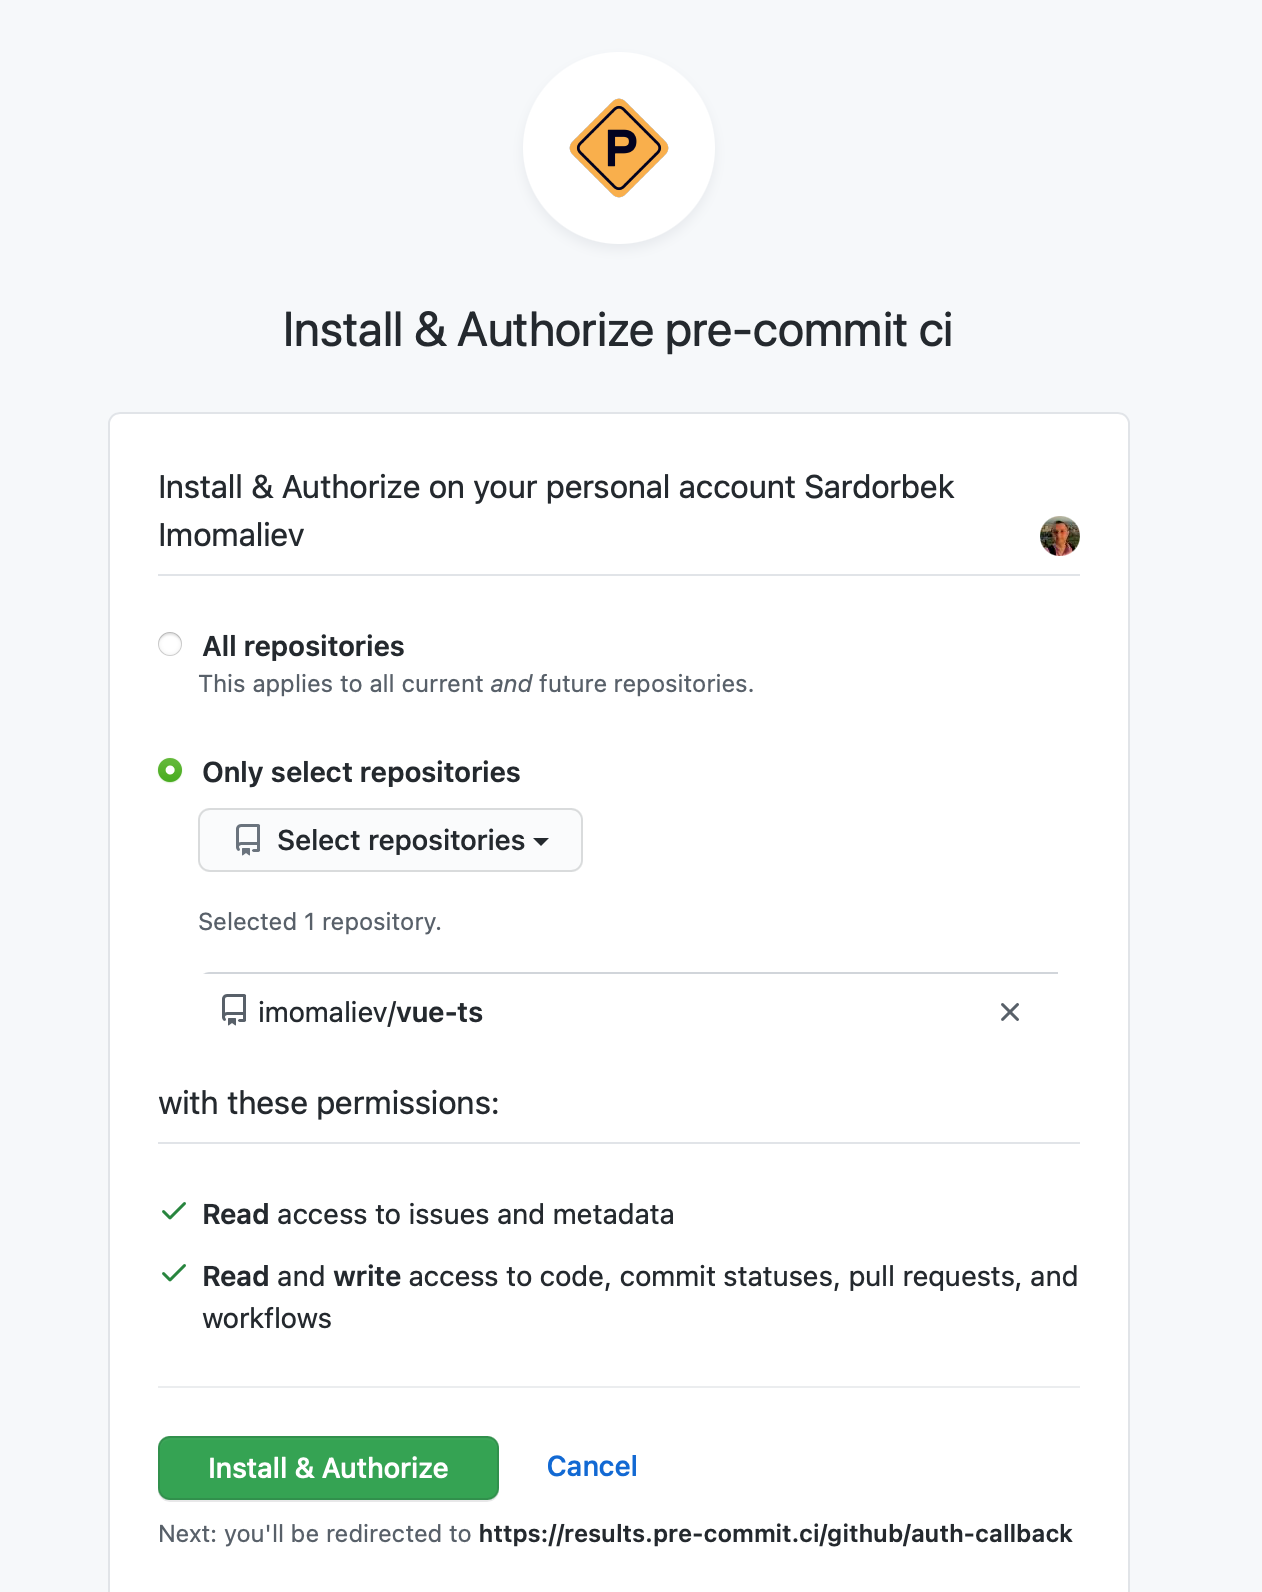 P
Install & Authorize pre-commit ci
Install & Authorize on your personal account Sardorbek
Imomaliev
All repositories
This applies to all current and future repositories.
Only select repositories
Select repositories
Selected 1 repository.
imomaliev/vue-ts
with these permissions:
Read access to issues and metadata
Read and write access to code, commit statuses, pull requests, and
workflows
Install & Authorize
Cancel
Next: you'll be redirected to https://results.pre-commit.ci/github/auth-callback